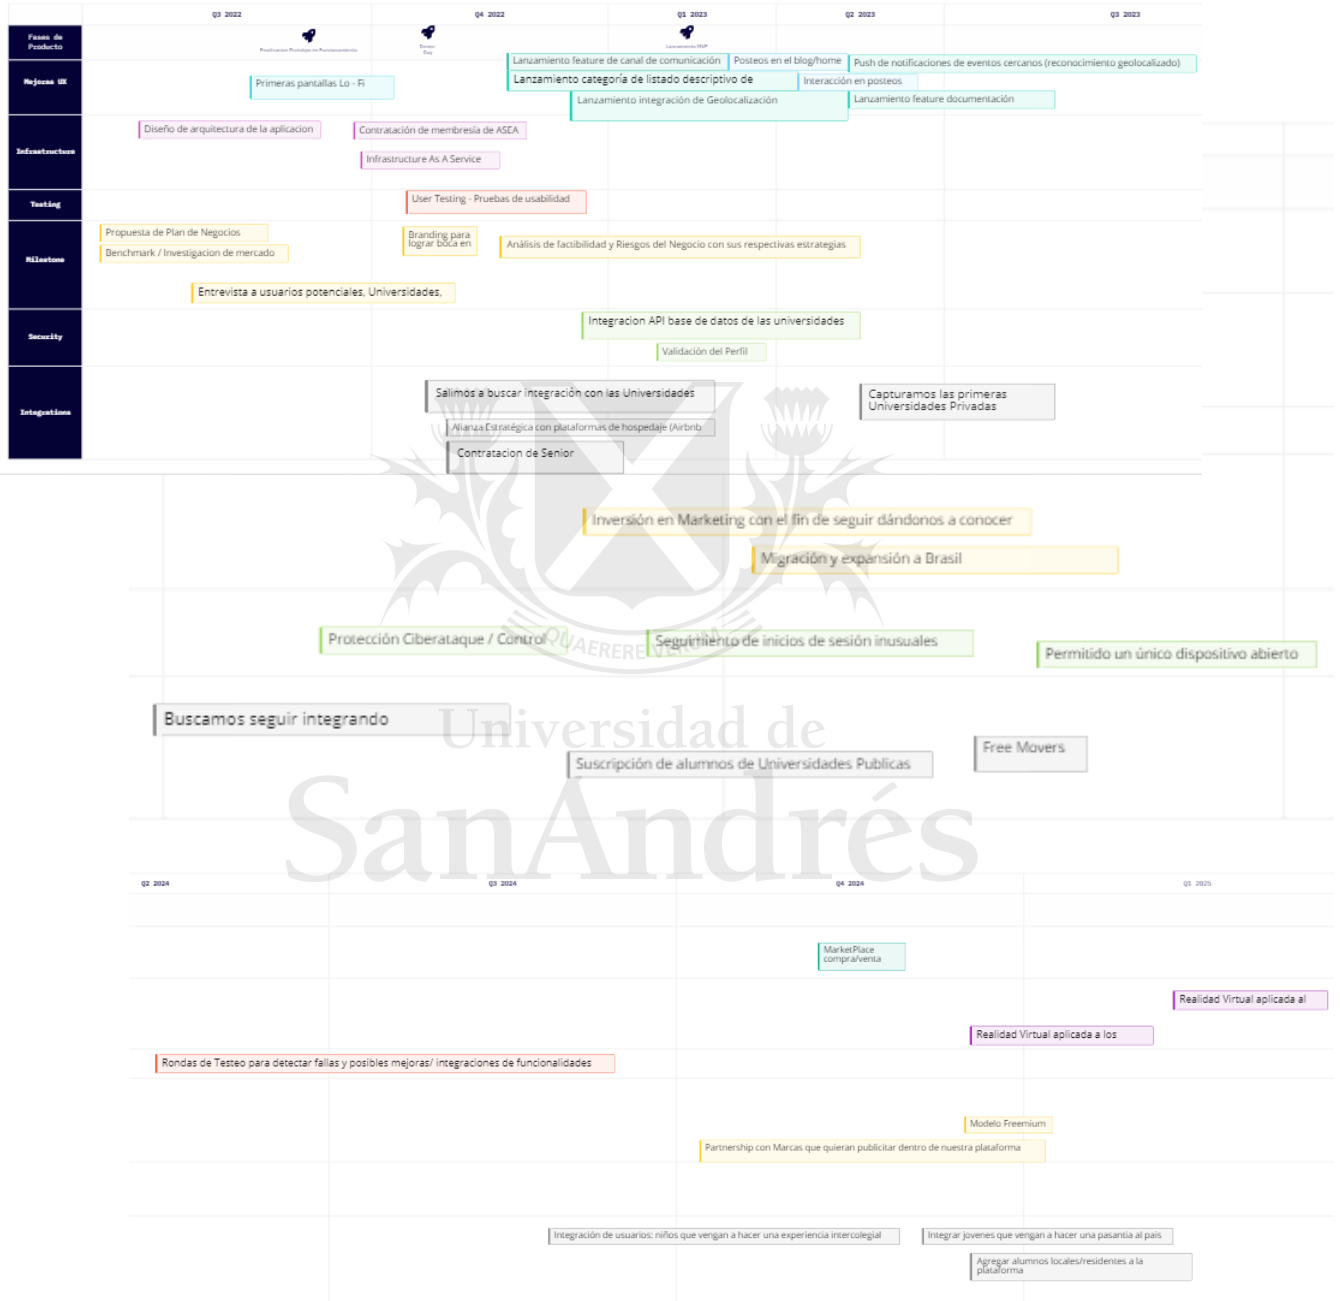 Q3 2022
Q4 2022
Q1 2023
Q2 2023
Q3 2023
Fases de
Producto
Finalizacion Prototipo en Funcionamiento
Demo
Day
Lanzamiento MVP
Mejoras UX
Primeras pantallas Lo - Fi
Lanzamiento feature de canal de comunicación
Posteos en el blog/home
Push de notificaciones de eventos cercanos (reconocimiento geolocalizado)
Lanzamiento categoría de listado descriptivo de
Interacción en posteos
Lanzamiento integración de Geolocalización
Lanzamiento feature documentación
Infrastructure
Diseño de arquitectura de la aplicacion
Contratación de membresía de ASEA
Infrastructure As A Service
Testing
User Testing - Pruebas de usabilidad
Milestone
Propuesta de Plan de Negocios
Benchmark / Investigacion de mercado
Branding para
lograr boca en
Análisis de factibilidad y Riesgos del Negocio con sus respectivas estrategias
Entrevista a usuarios potenciales, Universidades,
Security
Integracion API base de datos de las universidades
Validación del Perfil
Integrations
Salimos a buscar integración con las Universidades
Capturamos las primeras
Universidades Privadas
Alianza Estratégica con plataformas de hospedaje (Airbnb
Contratacion de Senior
Inversión en Marketing con el fin de seguir dándonos a conocer
Migración y expansión a Brasil
Protección Ciberataque / Control
Seguimiento de inicios de sesión inusuales
Permitido un único dispositivo abierto
QUAERERE VERUM
Buscamos seguir integrando
Universidad de
SanAndrés
Suscripción de alumnos de Universidades Publicas
Free Movers
Q2 2024
Q3 2024
Q4 2024
Q1 2025
MarketPlace
compra/venta
Realidad Virtual aplicada al
Realidad Virtual aplicada a los
Rondas de Testeo para detectar fallas y posibles mejoras/ integraciones de funcionalidades
Modelo Freemium
Partnership con Marcas que quieran publicitar dentro de nuestra plataforma
Integración de usuarios: niños que vengan a hacer una experiencia intercolegial
Integrar jovenes que vengan a hacer una pasantia al pais
Agregar alumnos locales/residentes a la
plataforma